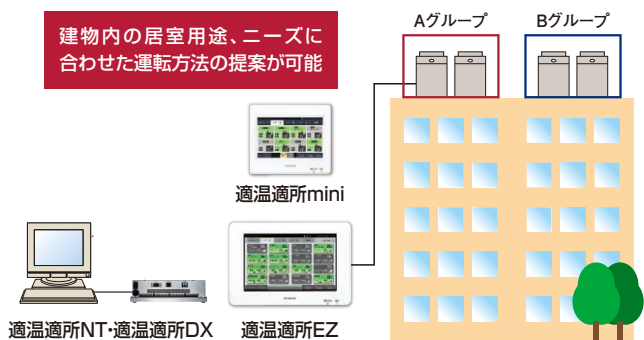 建物内の居室用途、ニーズに
合わせた運転方法の提案が可能
Aグループ
Bグループ
適温適所mini
適温適所NT・適温適所DX
適温適所EZ